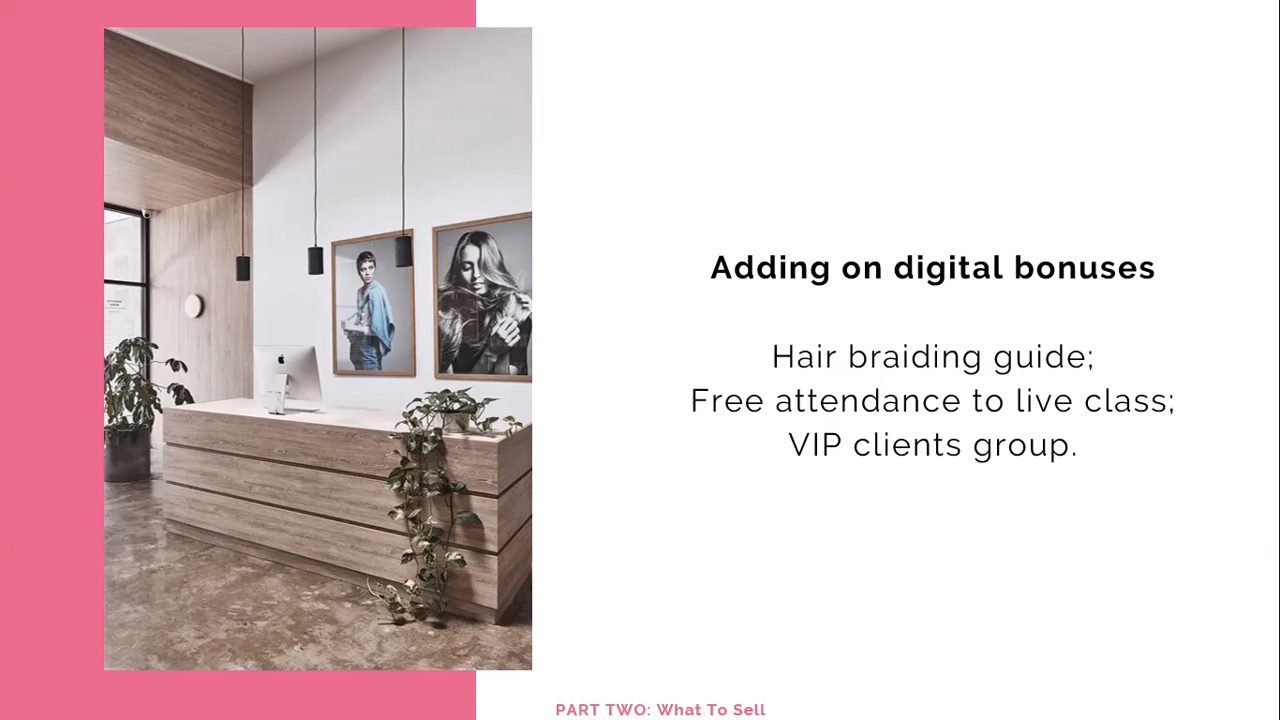 Adding on digital bonuses
Hair braiding guide;
Free attendance to live class;
VIP clients group.
PART TWO: What To Sell